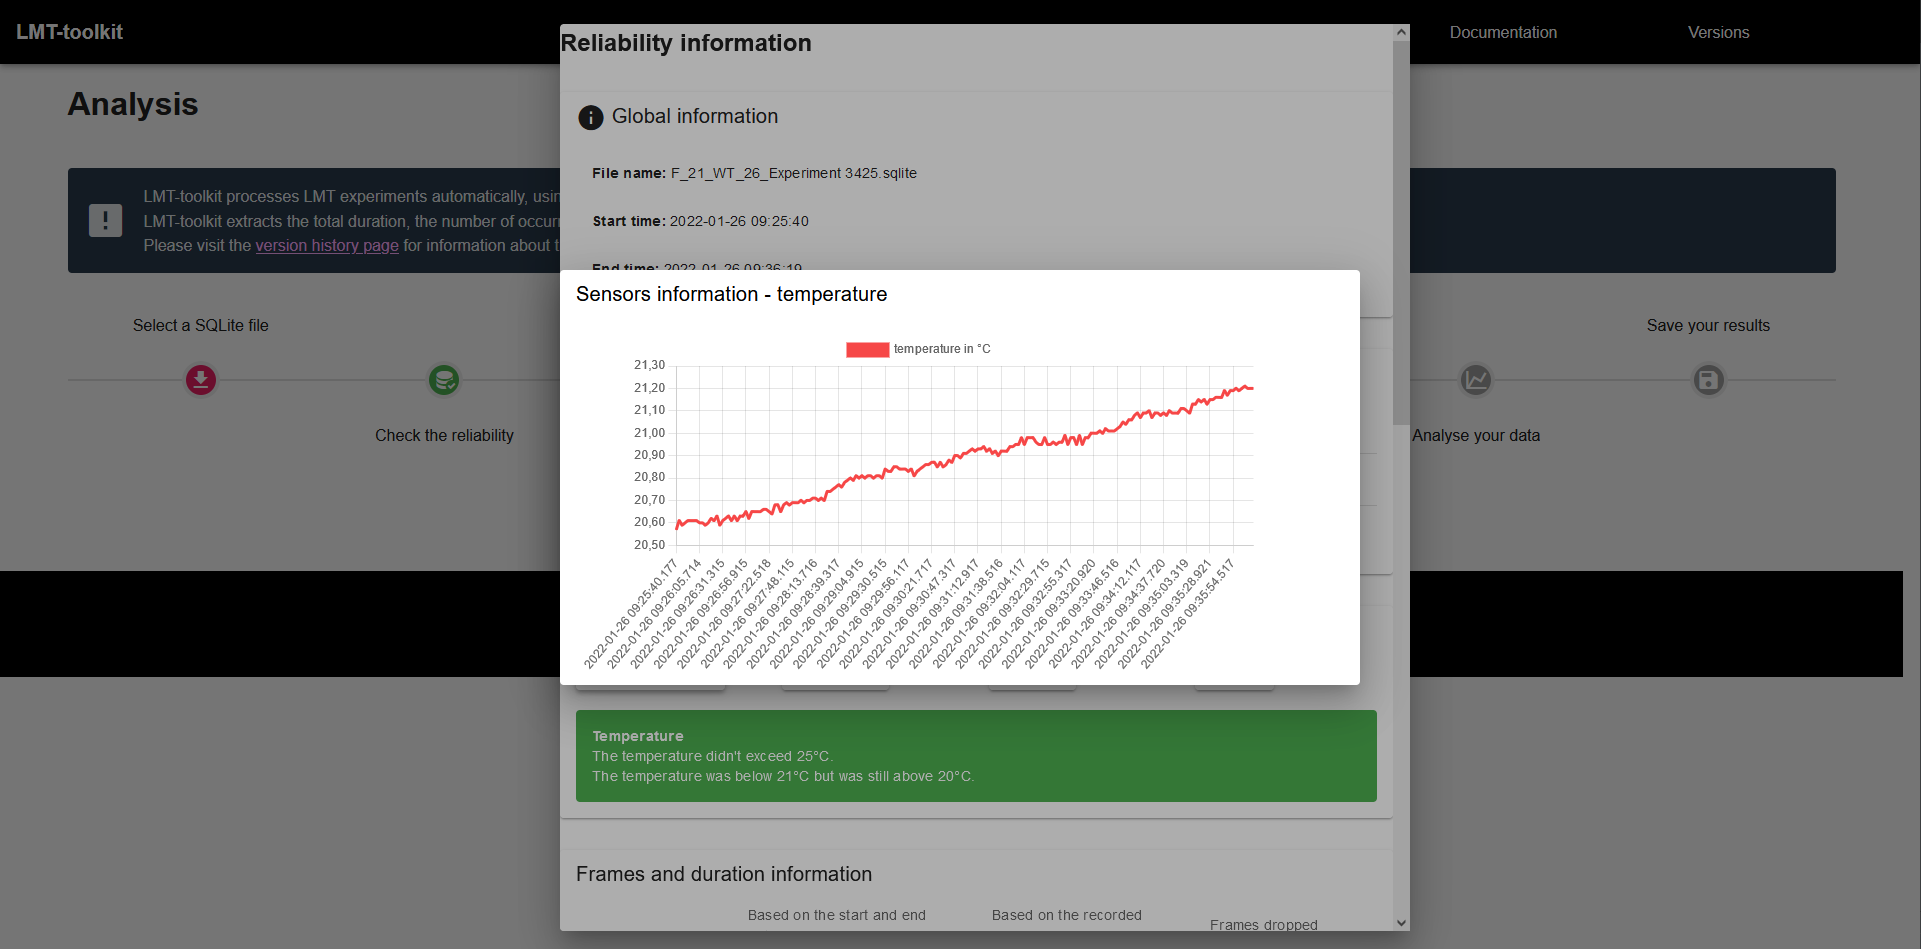 LMT-toolkit
Documentation
Versions
Analysis
LMT-toolkit processes LMT experiments automatically,
LMT-toolkit extracts the total duration, the number of
Please visit the version history page for information about
Select a SQLite file
Check the reliability
Analyse your data
Save your results
Reliability information
Global information
File name: F_21_WT_26_Experiment 3425.sqlite
Start time: 2022-01-26 09:25:40
End time: 2022-01-26 09:36:19
Sensors information - temperature
temperature in °C
21,30
21,20
21,10
21,00
20,90
20,80
20,70
20,60
20,50
2022-01-26 09:25:40.177
2022-01-26 09:26:05.714
2022-01-26 09:26:31.315
2022-01-26 09:26:56.915
2022-01-26 09:27:22.518
2022-01-26 09:27:48.115
2022-01-26 09:28:13.716
2022-01-26 09:28:39.317
2022-01-26 09:29:04.915
2022-01-26 09:29:30.515
2022-01-26 09:29:56.117
2022-01-26 09:30:21.717
2022-01-26 09:30:47.317
2022-01-26 09:31:12.917
2022-01-26 09:31:38.516
2022-01-26 09:32:04.117
2022-01-26 09:32:29.715
2022-01-26 09:32:55.317
2022-01-26 09:33:20.920
2022-01-26 09:33:46.516
2022-01-26 09:34:12.117
2022-01-26 09:34:37.720
2022-01-26 09:35:03.319
2022-01-26 09:35:28.921
2022-01-26 09:35:54.517
Temperature
The temperature didn't exceed 25°C.
The temperature was below 21°C but was still above 20°C.
Frames and duration information
Based on the start and end
Based on the recorded
Frames dropped